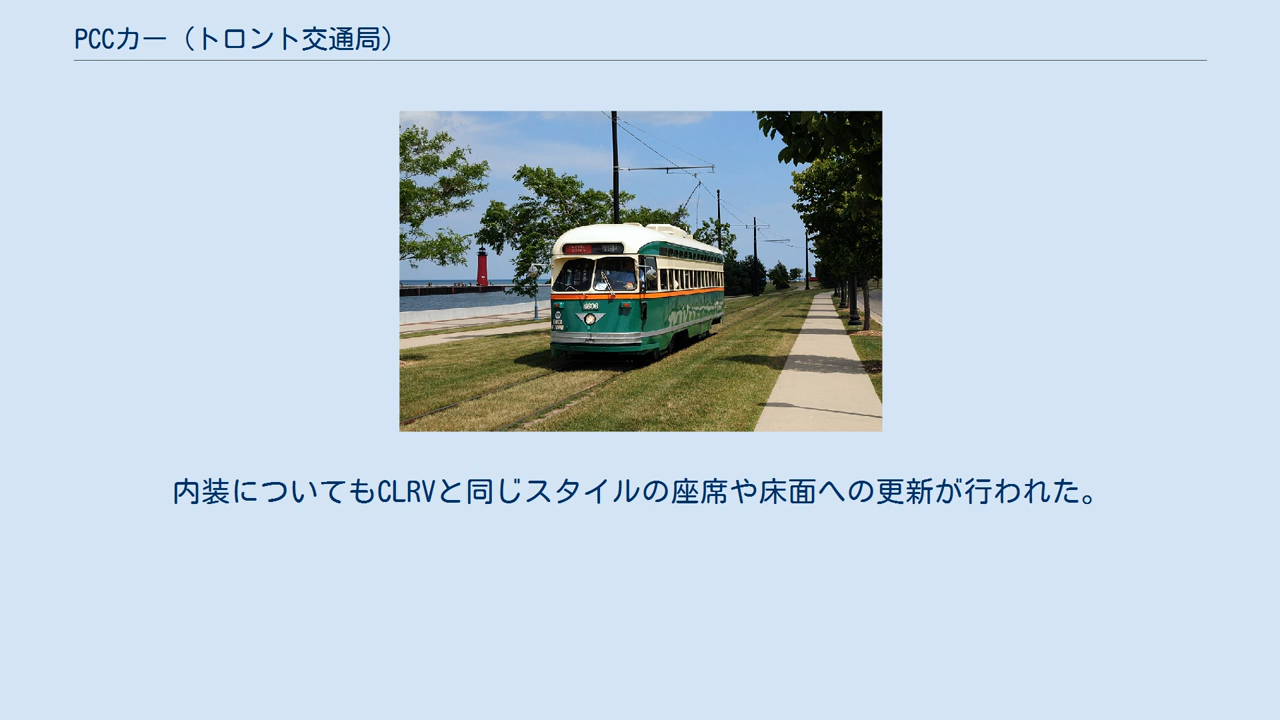 PCCカー（トロント交通局）
4606
内装についてもCLRVと同じスタイルの座席や床面への更新が行われた。